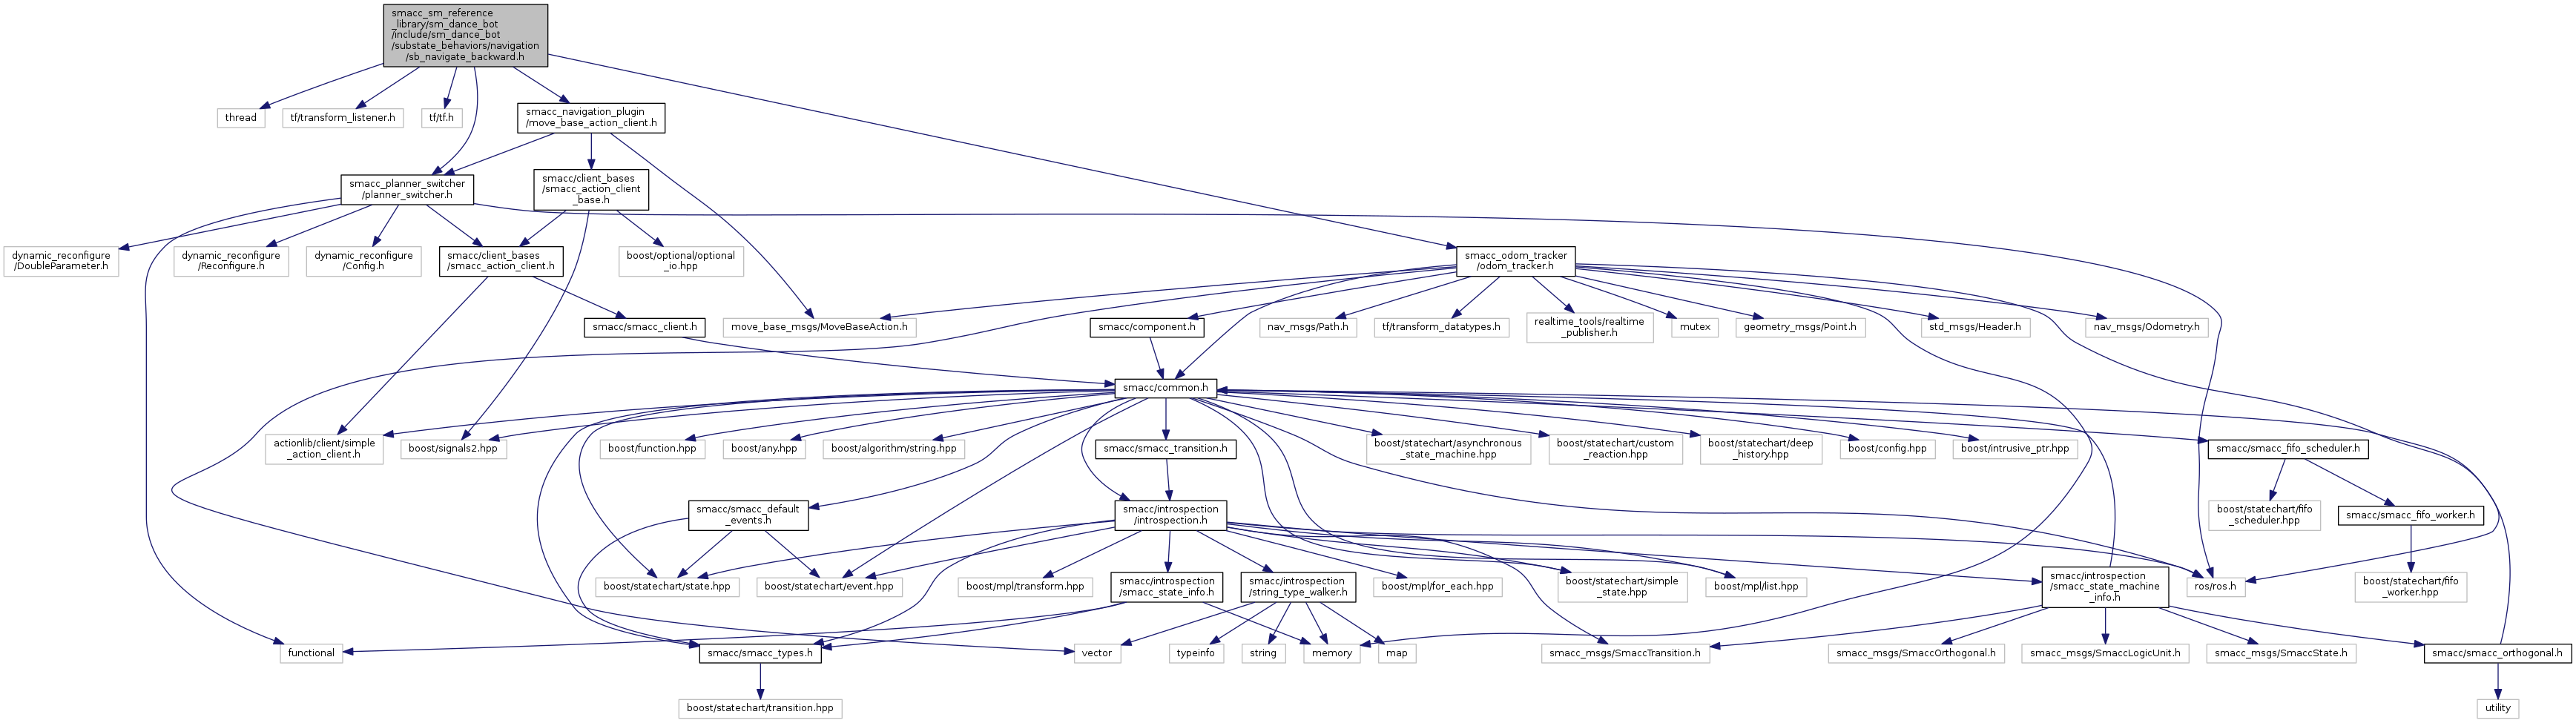 smacc_sm_reference
_library/sm_dance_bot
/include/sm_dance_bot
/substate_behaviors/navigation
/sb_navigate_backward.h
thread
tf/transform_listener.h
tf/tf.h
smacc_navigation_plugin
/move_base_action_client.h
smacc_planner_switcher
/planner_switcher.h
smacc/client_bases
/smacc_action_client
_base.h
dynamic_reconfigure
/DoubleParameter.h
dynamic_reconfigure
/Reconfigure.h
dynamic_reconfigure
/Config.h
smacc/client_bases
/smacc_action_client.h
boost/optional/optional
_io.hpp
smacc_odom_tracker
/odom_tracker.h
smacc/smacc_client.h
move_base_msgs/MoveBaseAction.h
smacc/component.h
nav_msgs/Path.h
tf/transform_datatypes.h
realtime_tools/realtime
_publisher.h
mutex
geometry_msgs/Point.h
std_msgs/Header.h
nav_msgs/Odometry.h
smacc/common.h
actionlib/client/simple
_action_client.h
boost/signals2.hpp
boost/function.hpp
boost/any.hpp
boost/algorithm/string.hpp
smacc/smacc_transition.h
boost/statechart/asynchronous
_state_machine.hpp
boost/statechart/custom
_reaction.hpp
boost/statechart/deep
_history.hpp
boost/config.hpp
boost/intrusive_ptr.hpp
smacc/smacc_fifo_scheduler.h
smacc/smacc_default
_events.h
smacc/introspection
/introspection.h
boost/statechart/fifo
_scheduler.hpp
smacc/smacc_fifo_worker.h
boost/statechart/state.hpp
boost/statechart/event.hpp
boost/mpl/transform.hpp
smacc/introspection
/smacc_state_info.h
smacc/introspection
/string_type_walker.h
boost/mpl/for_each.hpp
boost/statechart/simple
_state.hpp
boost/mpl/list.hpp
smacc/introspection
/smacc_state_machine
_info.h
ros/ros.h
boost/statechart/fifo
_worker.hpp
functional
smacc/smacc_types.h
vector
typeinfo
string
memory
map
smacc_msgs/SmaccTransition.h
smacc_msgs/SmaccOrthogonal.h
smacc_msgs/SmaccLogicUnit.h
smacc_msgs/SmaccState.h
smacc/smacc_orthogonal.h
boost/statechart/transition.hpp
utility